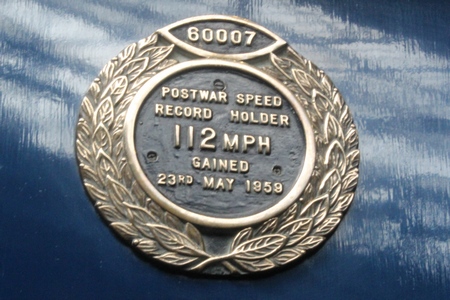 60007
POSTWAR SPEED
RECORD HOLDER
112 MPH
GAINED
23RD MAY 1959